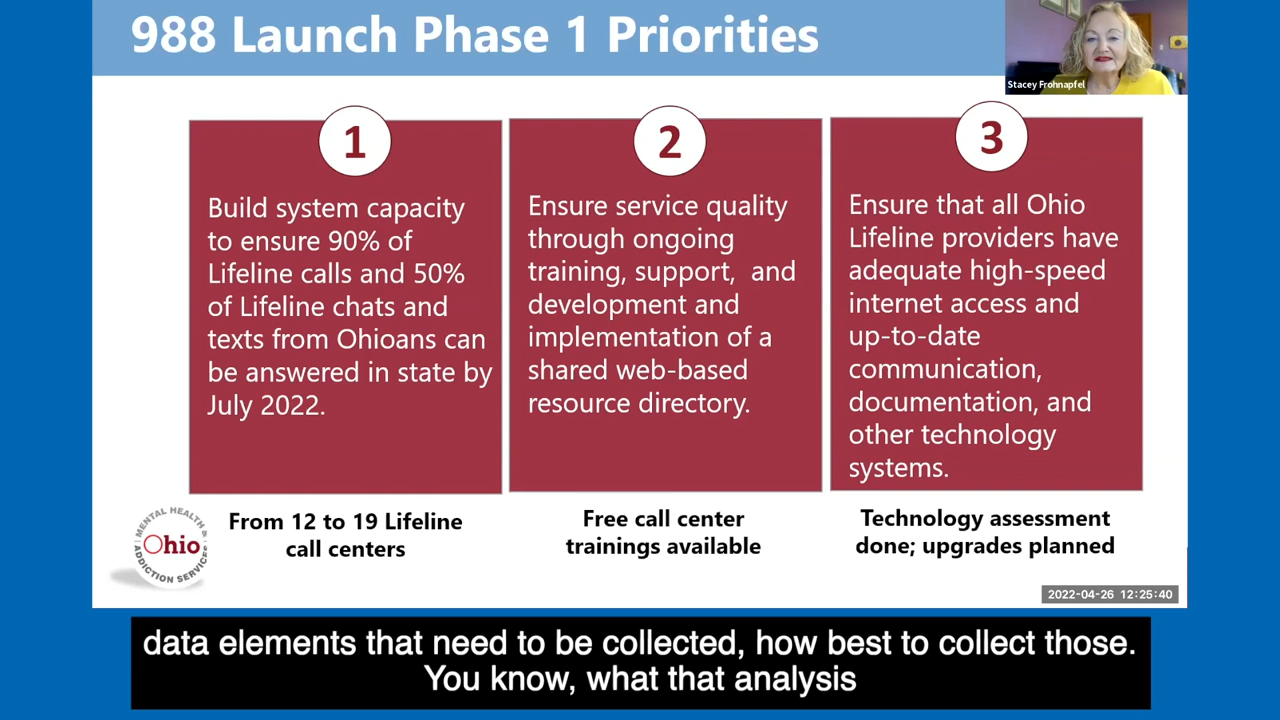 988 Launch Phase 1 Priorities
Stacey Frohnapfel
1
Build system capacity
to ensure 90% of
Lifeline calls and 50%
of Lifeline chats and
texts from Ohioans can
be answered in state by
July 2022.
From 12 to 19 Lifeline
call centers
2
Ensure service quality
through ongoing
training, support, and
development and
implementation of a
shared web-based
resource directory.
Free call center
trainings available
3
Ensure that all Ohio
Lifeline providers have
adequate high-speed
internet access and
up-to-date
communication,
documentation, and
other technology
systems.
Technology assessment
done; upgrades planned
MENTAL HEALTH &
Ohio
ADDICTION SERVICES
2022-04-26 12:25:40
data elements that need to be collected, how best to collect those.
You know, what that analysis